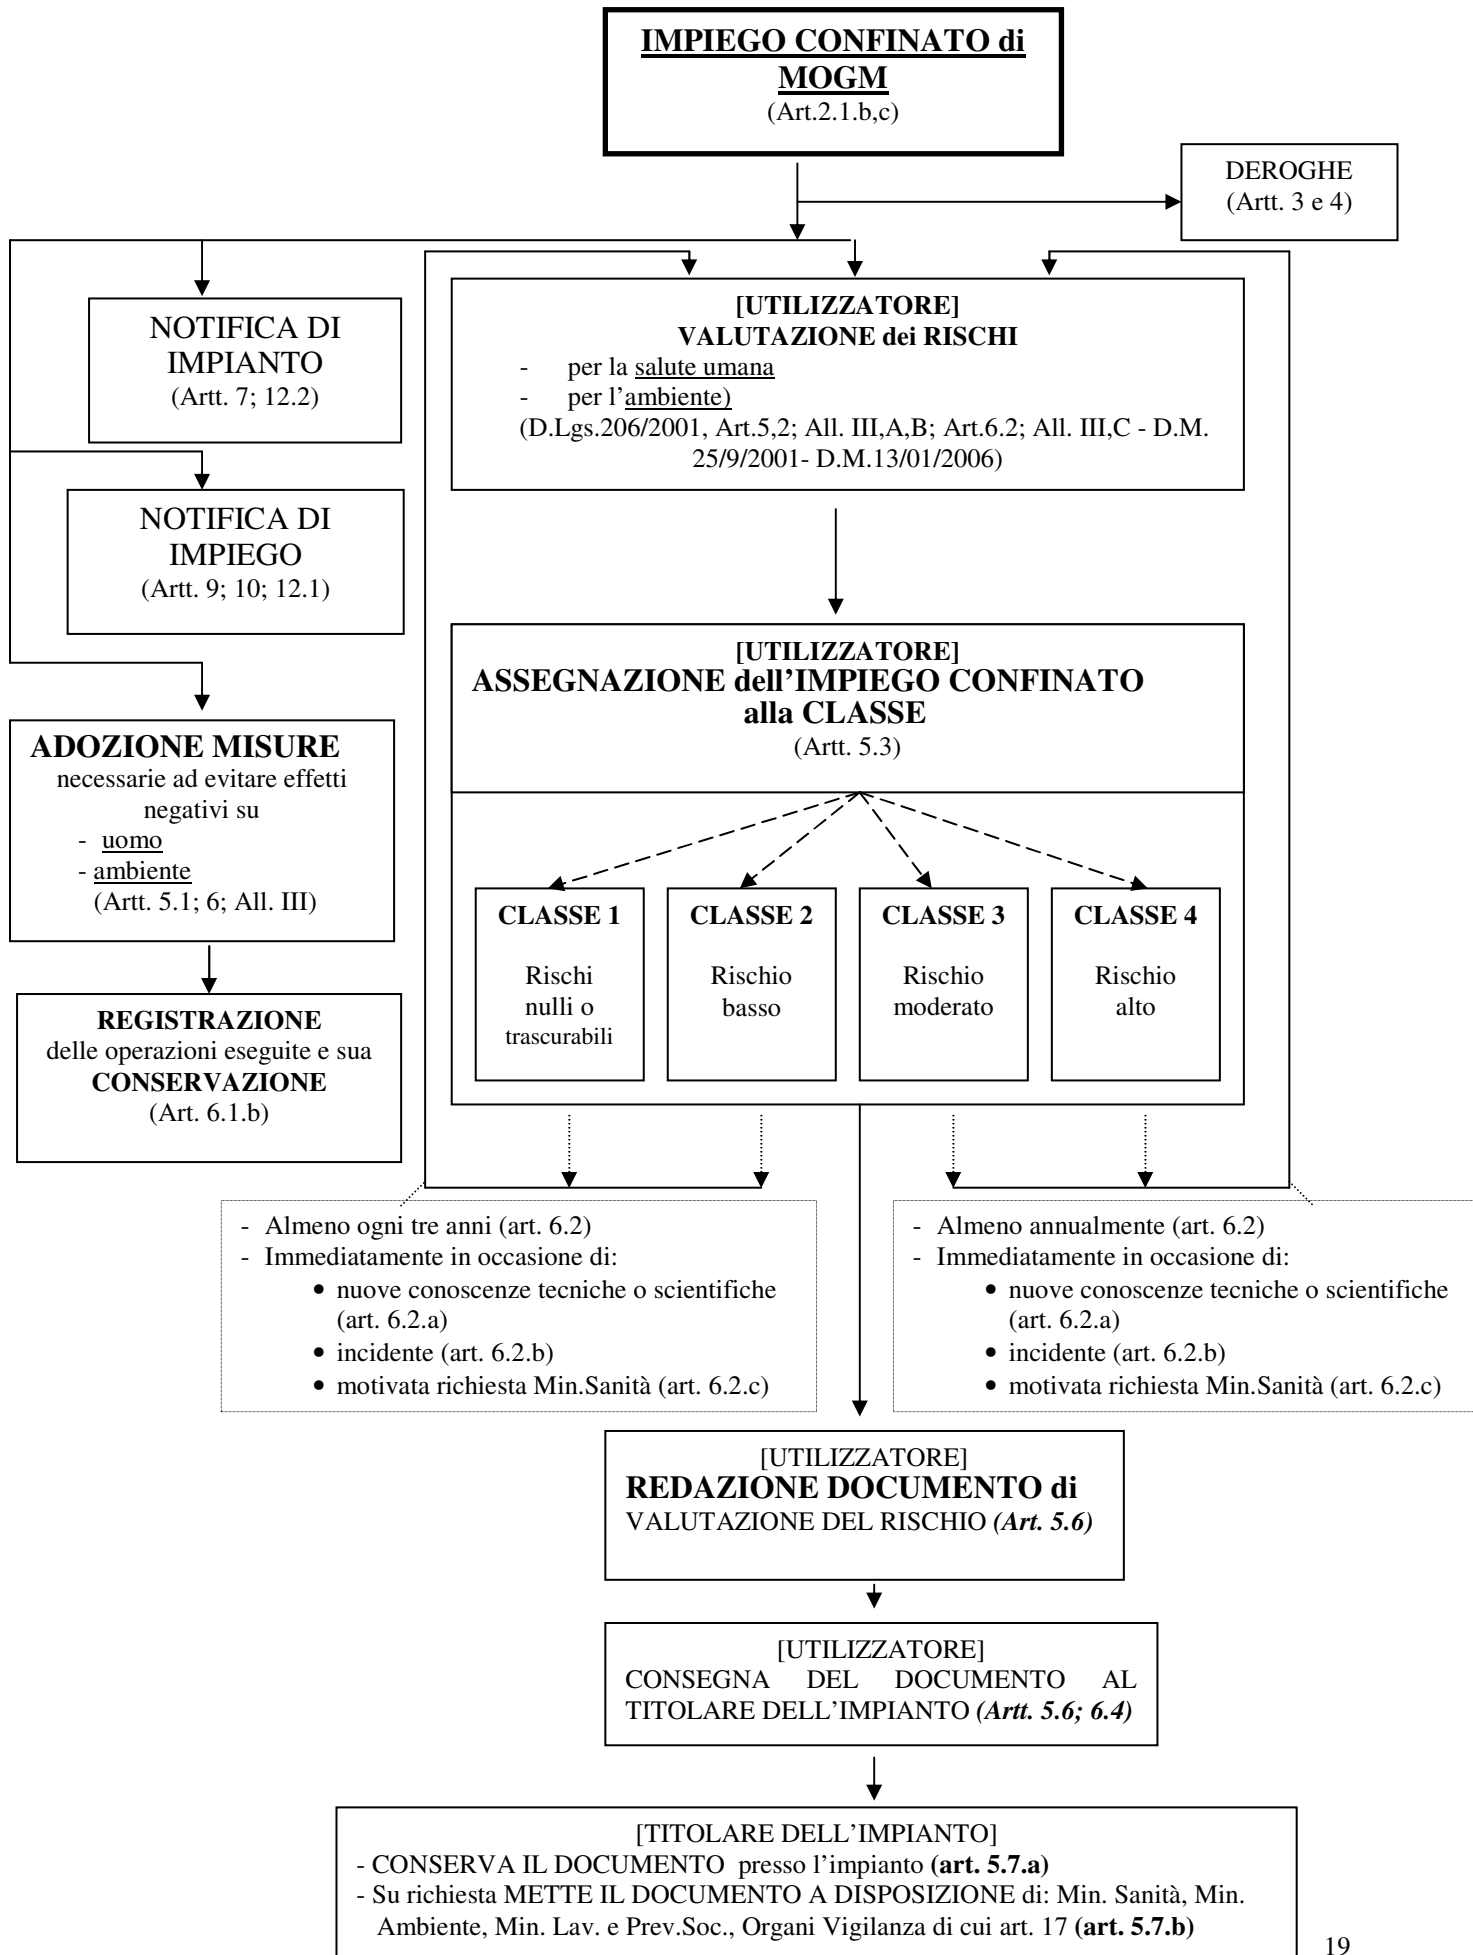 IMPIEGO CONFINATO di
MOGM
(Art.2.1.b,c)
DEROGHE
(Artt. 3 e 4)
NOTIFICA DI
IMPIANTO
(Artt. 7; 12.2)
NOTIFICA DI
IMPIEGO
(Artt. 9; 10; 12.1)
ADOZIONE MISURE
necessarie ad evitare effetti
negativi su
- uomo
- ambiente
(Artt. 5.1; 6; All. III)
REGISTRAZIONE
delle operazioni eseguite e sua
CONSERVAZIONE
(Art. 6.1.b)
[UTILIZZATORE]
VALUTAZIONE dei RISCHI
- per la salute umana
- per l’ambiente)
(D.Lgs.206/2001, Art.5,2; All. III,A,B; Art.6.2; All. III,C - D.M.
25/9/2001- D.M.13/01/2006)
[UTILIZZATORE]
ASSEGNAZIONE dell’IMPIEGO CONFINATO
alla CLASSE
(Artt. 5.3)
CLASSE 1
Rischi
nulli o
trascurabili
CLASSE 2
Rischio
basso
CLASSE 3
Rischio
moderato
CLASSE 4
Rischio
alto
- Almeno ogni tre anni (art. 6.2)
- Immediatamente in occasione di:
• nuove conoscenze tecniche o scientifiche
(art. 6.2.a)
• incidente (art. 6.2.b)
• motivata richiesta Min.Sanità (art. 6.2.c)
- Almeno annualmente (art. 6.2)
- Immediatamente in occasione di:
• nuove conoscenze tecniche o scientifiche
(art. 6.2.a)
• incidente (art. 6.2.b)
• motivata richiesta Min.Sanità (art. 6.2.c)
[UTILIZZATORE]
REDAZIONE DOCUMENTO di
VALUTAZIONE DEL RISCHIO (Art. 5.6)
[UTILIZZATORE]
CONSEGNA DEL DOCUMENTO AL
TITOLARE DELL’IMPIANTO (Artt. 5.6; 6.4)
[TITOLARE DELL’IMPIANTO]
- CONSERVA IL DOCUMENTO presso l’impianto (art. 5.7.a)
- Su richiesta METTE IL DOCUMENTO A DISPOSIZIONE di: Min. Sanità, Min.
Ambiente, Min. Lav. e Prev.Soc., Organi Vigilanza di cui art. 17 (art. 5.7.b)
19